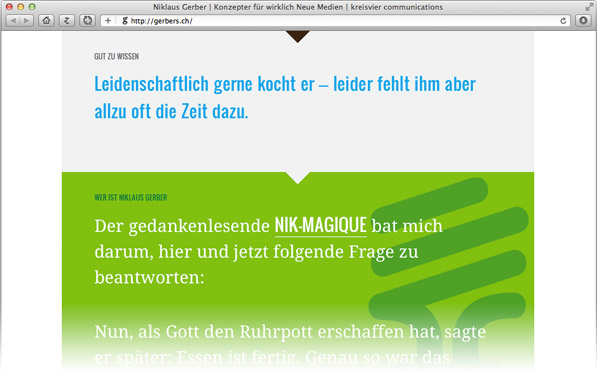 Niklaus Gerber | Konzepter für wirklich Neue Medien | kreisvier communications
http://gerbers.ch/
GUT ZU WISSEN
Leidenschaftlich gerne kocht er – leider fehlt ihm aber
allzu oft die Zeit dazu.
WER IST NIKLAUS GERBER
Der gedankenlesende NIK-MAGIQUE bat mich
darum, hier und jetzt folgende Frage zu
beantworten:
Nun, als Gott den Ruhrpott erschaffen hat, sagte
er später: Essen ist fertig. Genau so war das